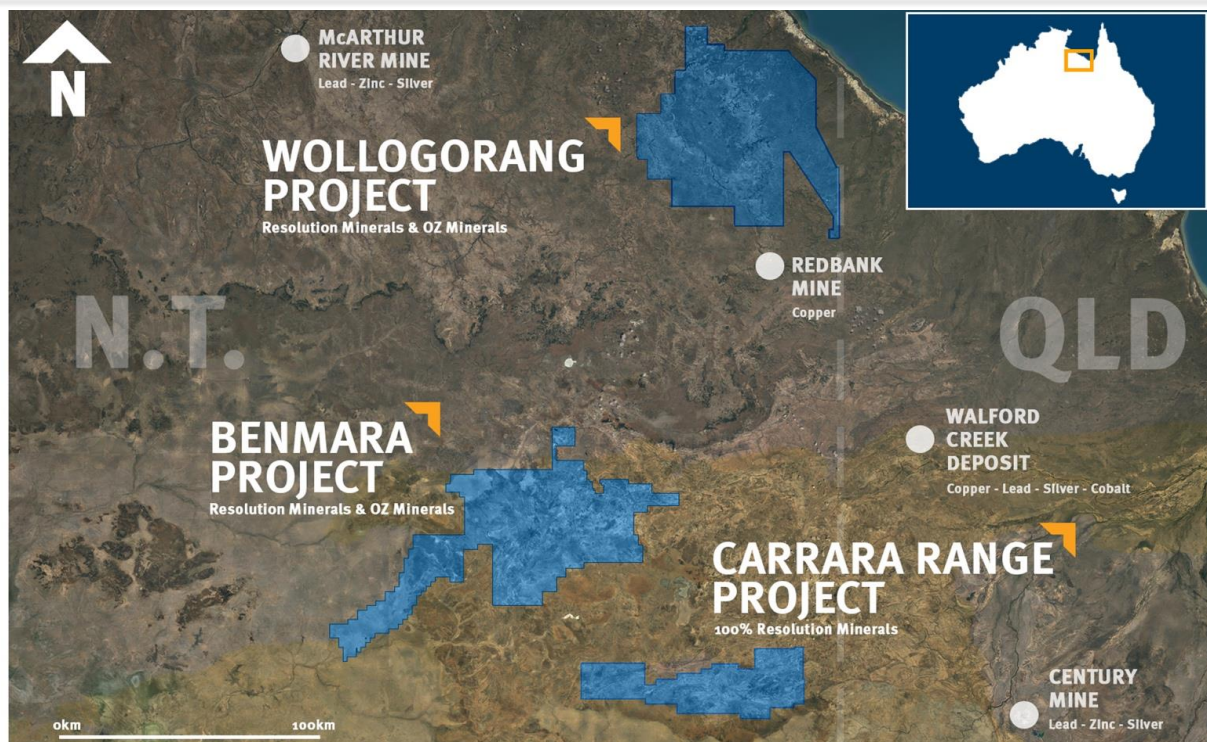 N
McARTHUR
RIVER MINE
Lead - Zinc - Silver
WOLLOGORANG
PROJECT
Resolution Minerals & OZ Minerals
REDBANK
MINE
Copper
N.T.
QLD
BENMARA
PROJECT
Resolution Minerals & OZ Minerals
WALFORD
CREEK
DEPOSIT
Copper - Lead - Silver - Cobalt
CARRARA RANGE
PROJECT
100% Resolution Minerals
CENTURY
MINE
Lead - Zinc - Silver
0km
100km